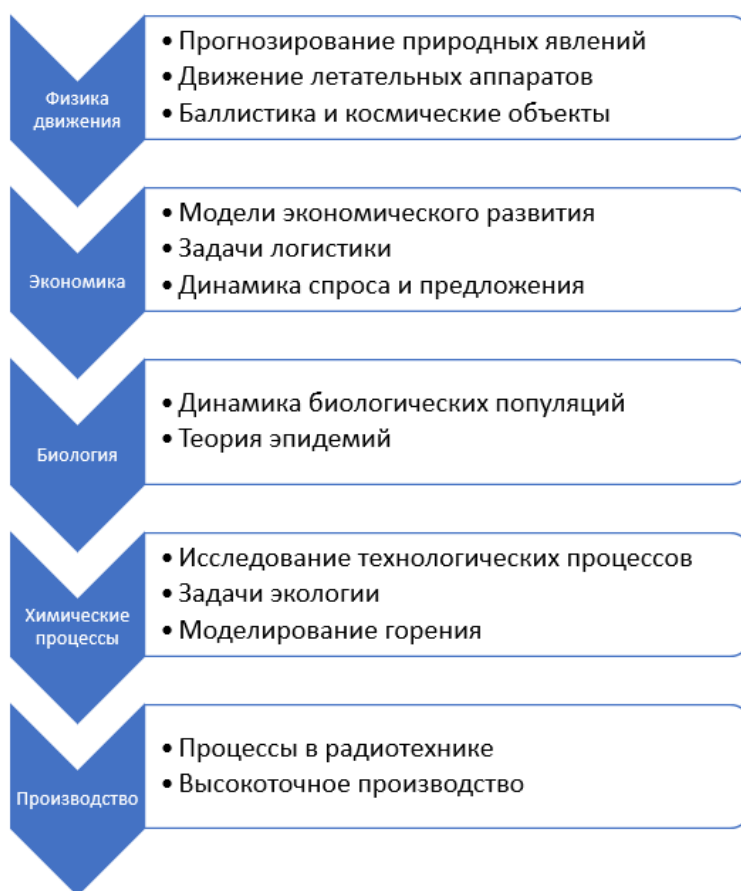 Физика
движения
• Прогнозирование природных явлений
• Движение летательных аппаратов
• Баллистика и космические объекты
Экономика
• Модели экономического развития
• Задачи логистики
• Динамика спроса и предложения
Биология
• Динамика биологических популяций
• Теория эпидемий
Химические
процессы
• Исследование технологических процессов
• Задачи экологии
• Моделирование горения
Производство
• Процессы в радиотехнике
• Высокоточное производство